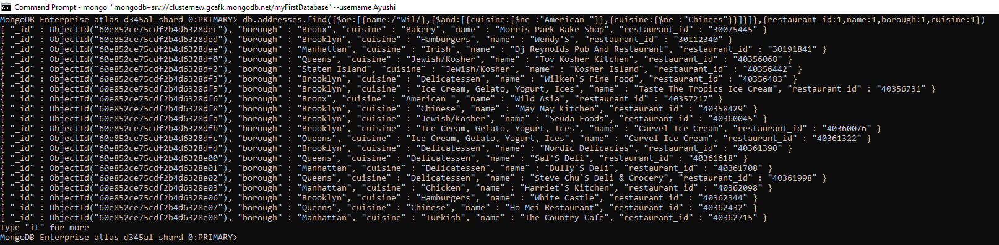 Command Prompt - mongo "mongodb+srv://clusternew.gcafk.mongodb.net/myFirstDatabase" --username Ayushi
MongoDB Enterprise atlas-d345al-shard-0:PRIMARY> db.addresses.find({$or:[{name:/^Wil/},{$and:[{cuisine:{$ne :"American "}},{cuisine:{$ne :"Chinees"}}]}]},{restaurant_id:1,name:1,borough:1,cuisine:1})
{ "_id" : ObjectId("60e852ce75cdf2b4d6328dec"), "borough" : "Bronx", "cuisine" : "Bakery", "name" : "Morris Park Bake Shop", "restaurant_id" : "30075445" }
{ "_id" : ObjectId("60e852ce75cdf2b4d6328ded"), "borough" : "Brooklyn", "cuisine" : "Hamburgers", "name" : "Wendy'S", "restaurant_id" : "30112340" }
{ "_id" : ObjectId("60e852ce75cdf2b4d6328dee"), "borough" : "Manhattan", "cuisine" : "Irish", "name" : "Dj Reynolds Pub And Restaurant", "restaurant_id" : "30191841" }
{ "_id" : ObjectId("60e852ce75cdf2b4d6328df0"), "borough" : "Queens", "cuisine" : "Jewish/Kosher", "name" : "Tov Kosher Kitchen", "restaurant_id" : "40356068" }
{ "_id" : ObjectId("60e852ce75cdf2b4d6328df2"), "borough" : "Staten Island", "cuisine" : "Jewish/Kosher", "name" : "Kosher Island", "restaurant_id" : "40356442" }
{ "_id" : ObjectId("60e852ce75cdf2b4d6328df3"), "borough" : "Brooklyn", "cuisine" : "Delicatessen", "name" : "Wilken'S Fine Food", "restaurant_id" : "40356483" }
{ "_id" : ObjectId("60e852ce75cdf2b4d6328df5"), "borough" : "Brooklyn", "cuisine" : "Ice Cream, Gelato, Yogurt, Ices", "name" : "Taste The Tropics Ice Cream", "restaurant_id" : "40356731" }
{ "_id" : ObjectId("60e852ce75cdf2b4d6328df6"), "borough" : "Bronx", "cuisine" : "American ", "name" : "Wild Asia", "restaurant_id" : "40357217" }
{ "_id" : ObjectId("60e852ce75cdf2b4d6328df8"), "borough" : "Brooklyn", "cuisine" : "Chinese", "name" : "May May Kitchen", "restaurant_id" : "40358429" }
{ "_id" : ObjectId("60e852ce75cdf2b4d6328dfa"), "borough" : "Brooklyn", "cuisine" : "Jewish/Kosher", "name" : "Seuda Foods", "restaurant_id" : "40360045" }
{ "_id" : ObjectId("60e852ce75cdf2b4d6328dfb"), "borough" : "Brooklyn", "cuisine" : "Ice Cream, Gelato, Yogurt, Ices", "name" : "Carvel Ice Cream", "restaurant_id" : "40360076" }
{ "_id" : ObjectId("60e852ce75cdf2b4d6328dfc"), "borough" : "Queens", "cuisine" : "Ice Cream, Gelato, Yogurt, Ices", "name" : "Carvel Ice Cream", "restaurant_id" : "40361322" }
{ "_id" : ObjectId("60e852ce75cdf2b4d6328dfd"), "borough" : "Brooklyn", "cuisine" : "Delicatessen", "name" : "Nordic Delicacies", "restaurant_id" : "40361390" }
{ "_id" : ObjectId("60e852ce75cdf2b4d6328e00"), "borough" : "Queens", "cuisine" : "Delicatessen", "name" : "Sal'S Deli", "restaurant_id" : "40361618" }
{ "_id" : ObjectId("60e852ce75cdf2b4d6328e01"), "borough" : "Manhattan", "cuisine" : "Delicatessen", "name" : "Bully'S Deli", "restaurant_id" : "40361708" }
{ "_id" : ObjectId("60e852ce75cdf2b4d6328e02"), "borough" : "Queens", "cuisine" : "Delicatessen", "name" : "Steve Chu'S Deli & Grocery", "restaurant_id" : "40361998" }
{ "_id" : ObjectId("60e852ce75cdf2b4d6328e03"), "borough" : "Manhattan", "cuisine" : "Chicken", "name" : "Harriet'S Kitchen", "restaurant_id" : "40362098" }
{ "_id" : ObjectId("60e852ce75cdf2b4d6328e06"), "borough" : "Brooklyn", "cuisine" : "Hamburgers", "name" : "White Castle", "restaurant_id" : "40362344" }
{ "_id" : ObjectId("60e852ce75cdf2b4d6328e07"), "borough" : "Queens", "cuisine" : "Chinese", "name" : "Ho Mei Restaurant", "restaurant_id" : "40362432" }
{ "_id" : ObjectId("60e852ce75cdf2b4d6328e08"), "borough" : "Manhattan", "cuisine" : "Turkish", "name" : "The Country Cafe", "restaurant_id" : "40362715" }
Type "it" for more
MongoDB Enterprise atlas-d345al-shard-0:PRIMARY>